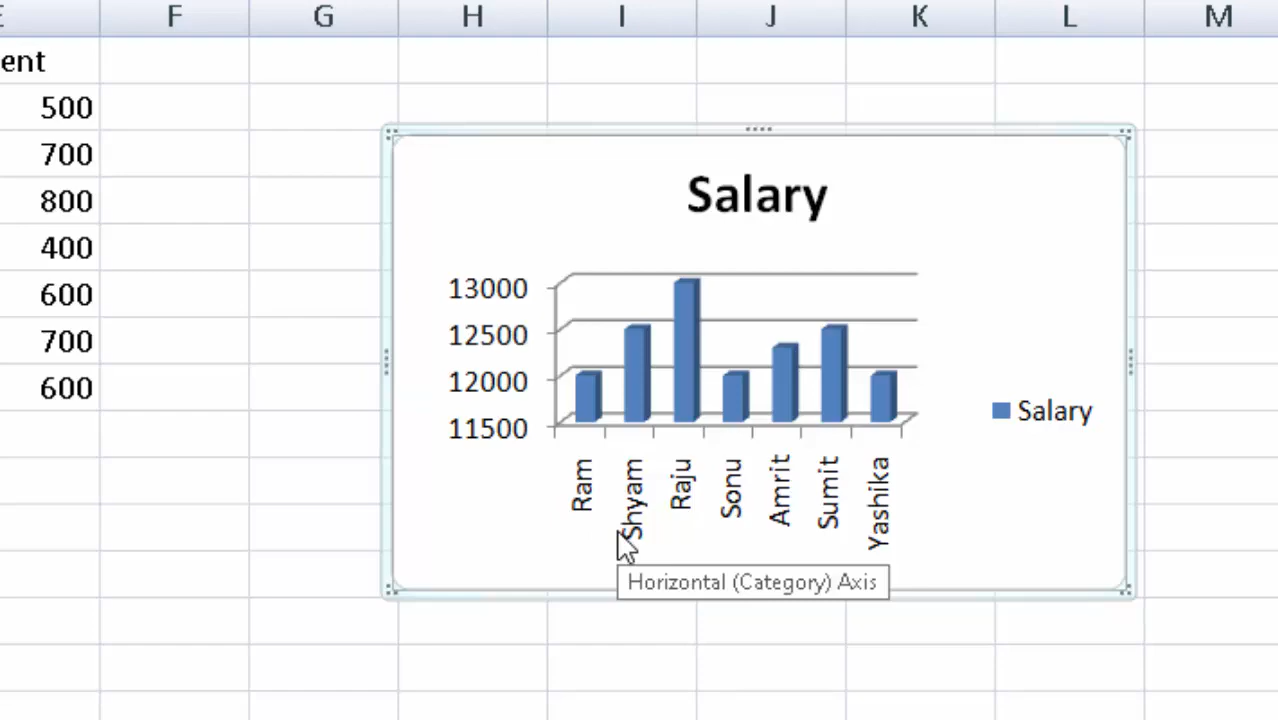 E F G H I J K L M
ent
500
700
800
400
600
700
600
Salary
13000
12500
12000
11500
Salary
Ram
Shyam
Raju
Sonu
Amrit
Sumit
Yashika
Horizontal (Category) Axis